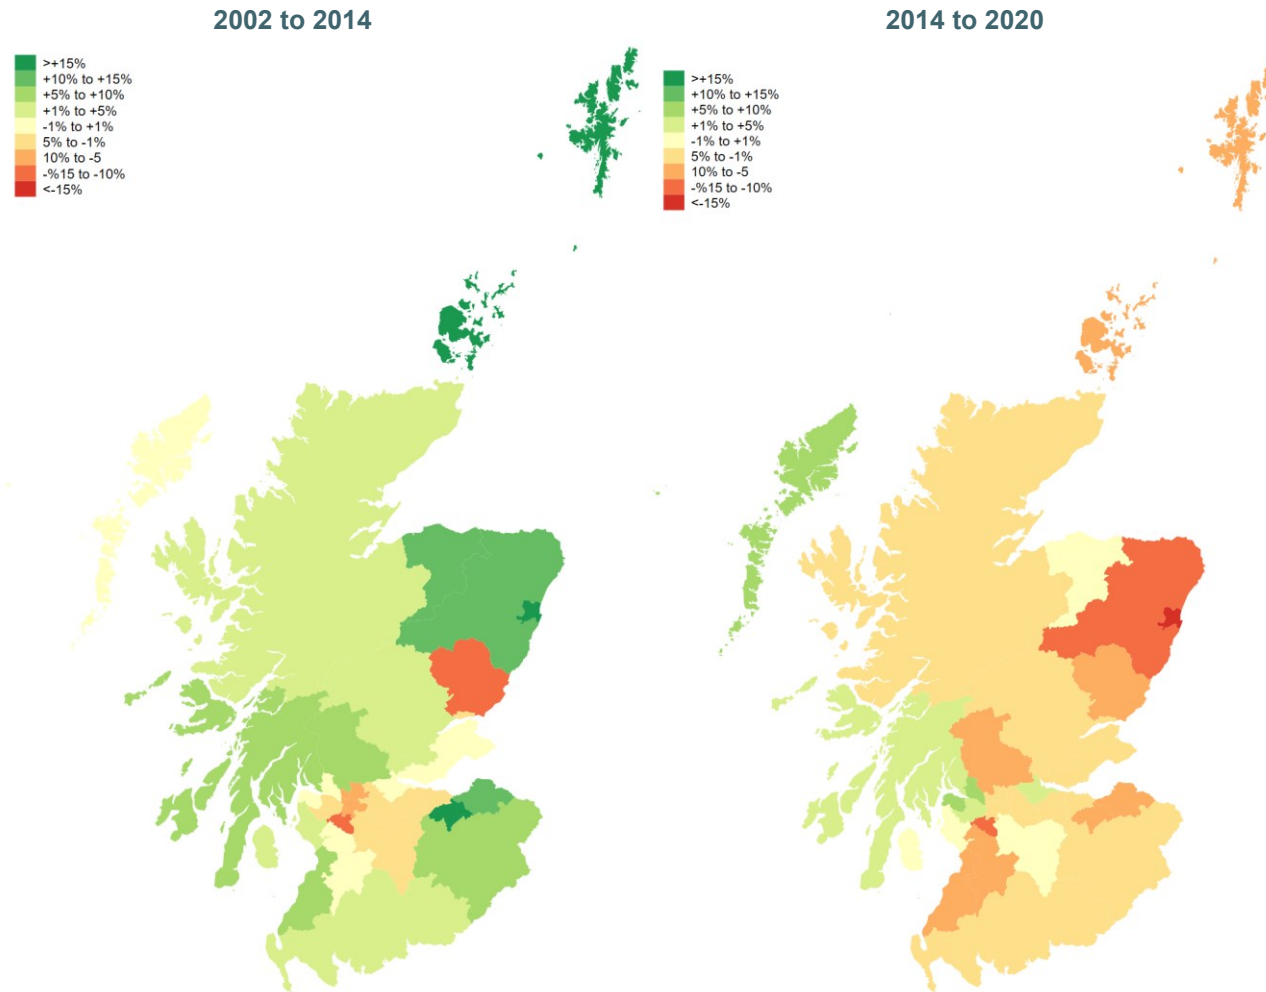 2002 to 2014
>+15%
+10% to +15%
+5% to +10%
+1% to +5%
-1% to +1%
5% to -1%
10% to -5
-%15 to -10%
<-15%
2014 to 2020
>+15%
+10% to +15%
+5% to +10%
+1% to +5%
-1% to +1%
5% to -1%
10% to -5
-%15 to -10%
<-15%